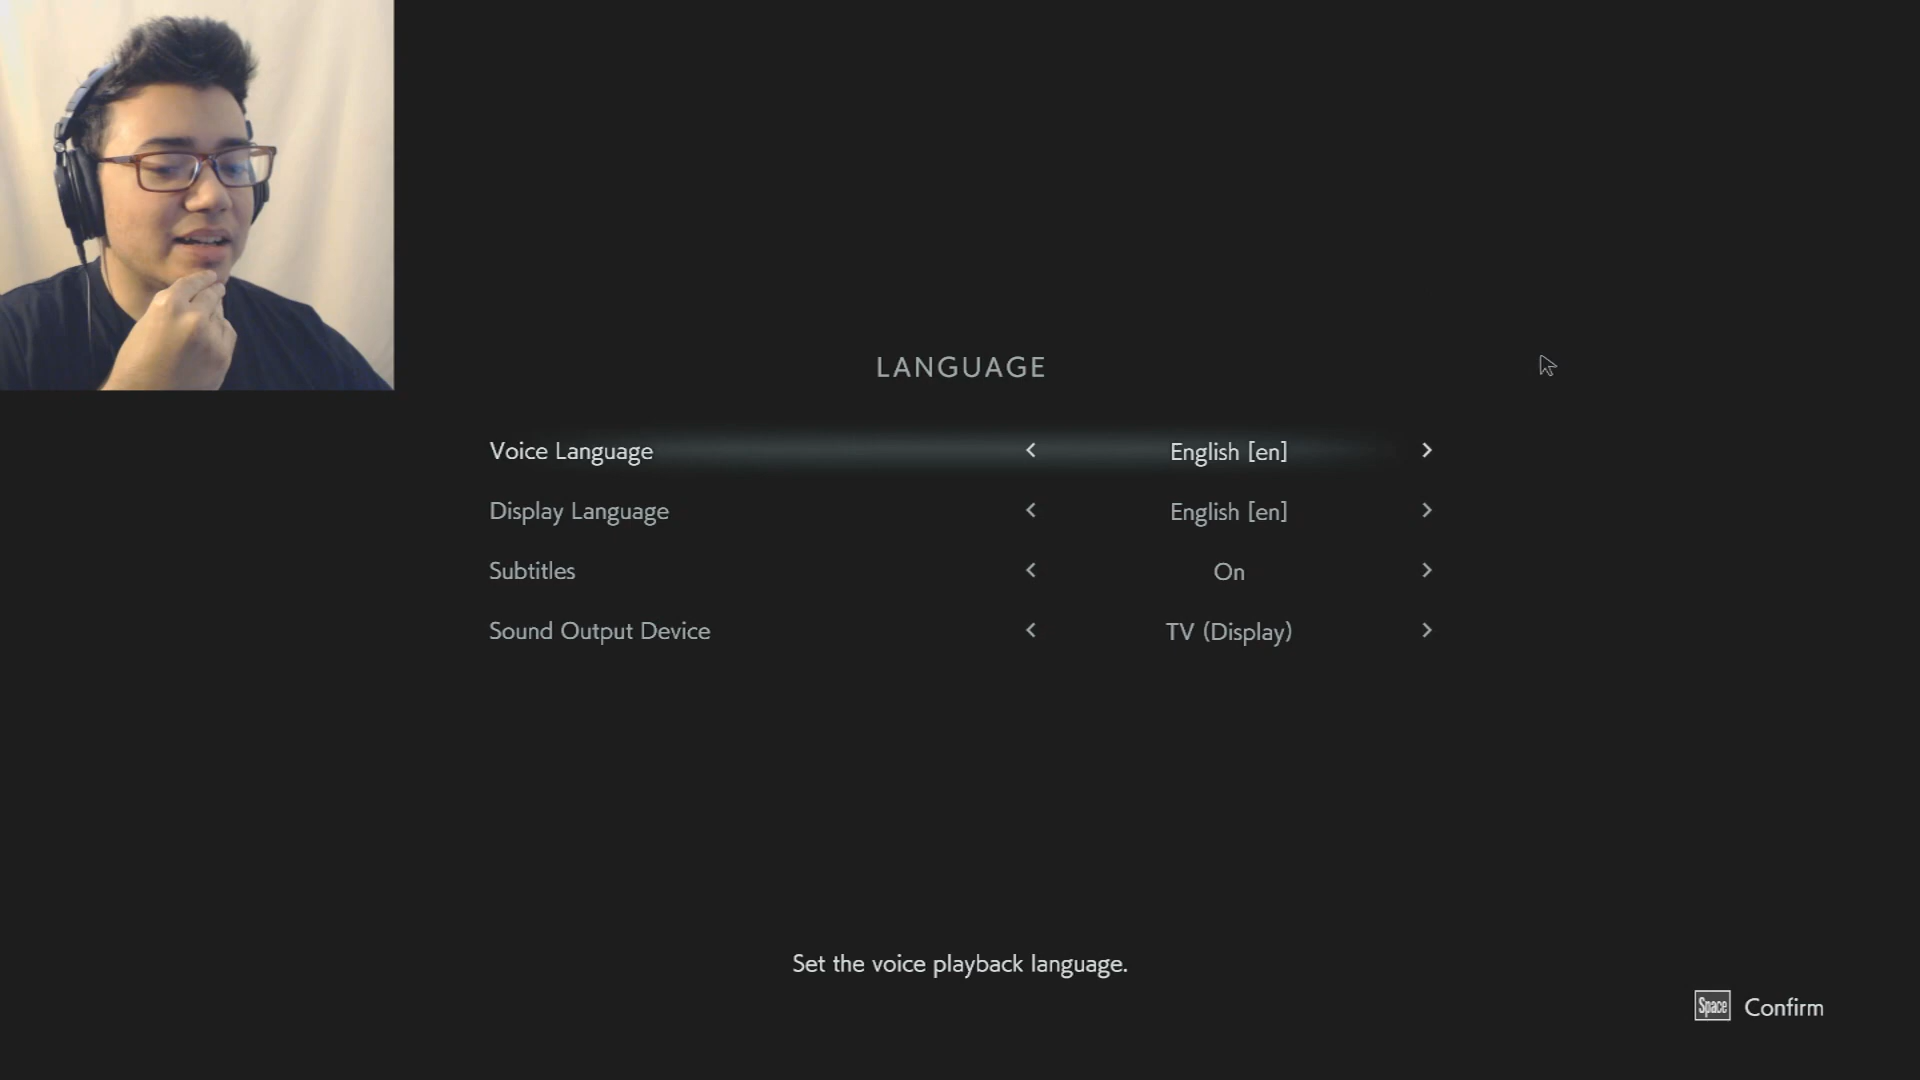 LANGUAGE
Voice Language < English [en] >
Display Language < English [en] >
Subtitles < On >
Sound Output Device < TV (Display) >
Set the voice playback language.
Space Confirm